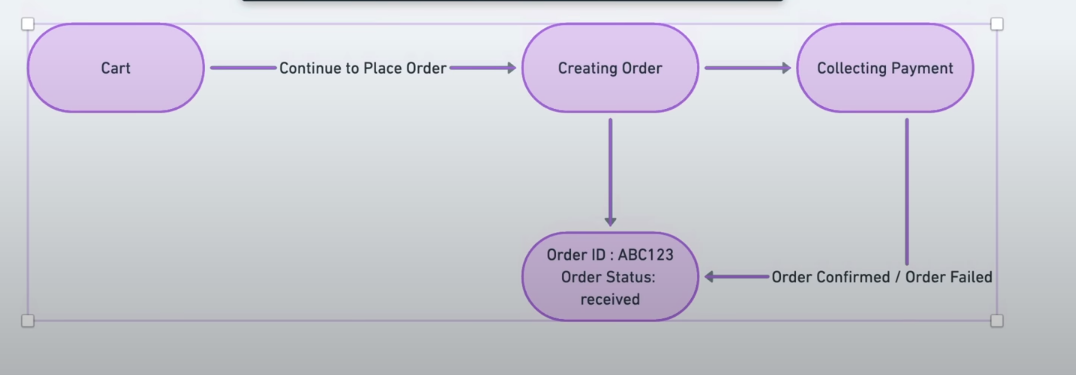 Cart
Continue to Place Order
Creating Order
Collecting Payment
Order ID : ABC123
Order Status:
received
Order Confirmed / Order Failed